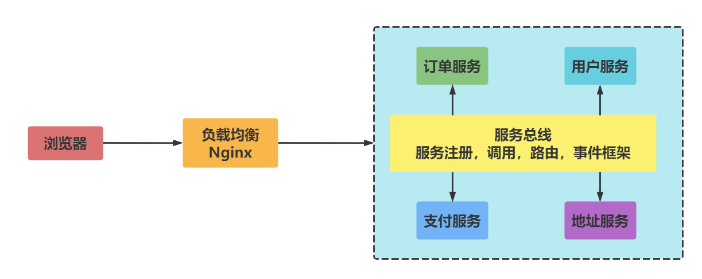 浏览器
负载均衡
Nginx
订单服务
用户服务
服务总线
服务注册，调用，路由，事件框架
支付服务
地址服务